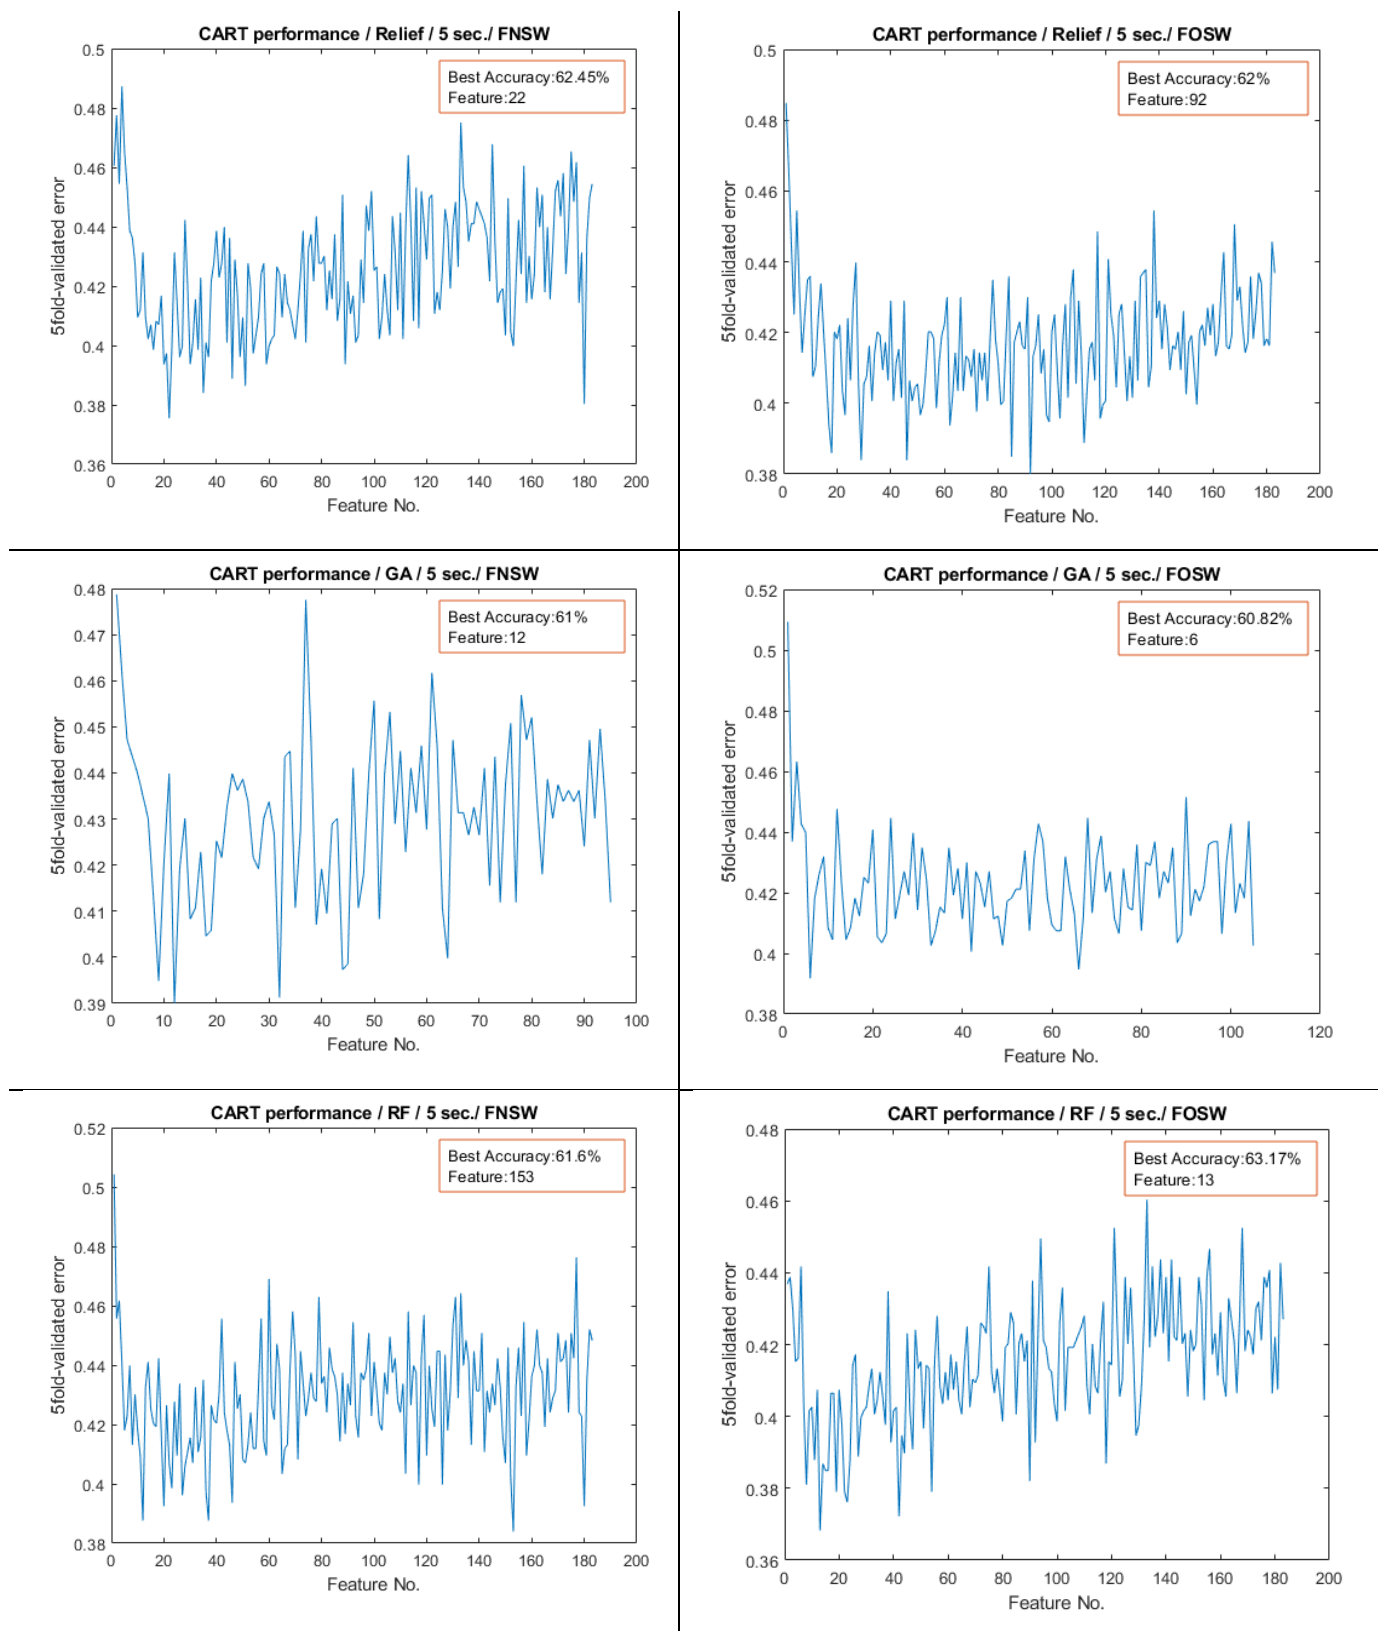 CART performance / Relief / 5 sec./ FNSW
Best Accuracy:62.45%
Feature:22
5fold-validated error
0.5
0.48
0.46
0.44
0.42
0.4
0.38
0.36
0 20 40 60 80 100 120 140 160 180 200
Feature No.
CART performance / Relief / 5 sec./ FOSW
Best Accuracy:62%
Feature:92
5fold-validated error
0.5
0.48
0.46
0.44
0.42
0.4
0.38
0 20 40 60 80 100 120 140 160 180 200
Feature No.
CART performance / GA / 5 sec./ FNSW
Best Accuracy:61%
Feature:12
5fold-validated error
0.48
0.47
0.46
0.45
0.44
0.43
0.42
0.41
0.4
0.39
0 10 20 30 40 50 60 70 80 90 100
Feature No.
CART performance / GA / 5 sec./ FOSW
Best Accuracy:60.82%
Feature:6
5fold-validated error
0.52
0.5
0.48
0.46
0.44
0.42
0.4
0.38
0 20 40 60 80 100 120
Feature No.
CART performance / RF / 5 sec./ FNSW
Best Accuracy:61.6%
Feature:153
5fold-validated error
0.52
0.5
0.48
0.46
0.44
0.42
0.4
0.38
0 20 40 60 80 100 120 140 160 180 200
Feature No.
CART performance / RF / 5 sec./ FOSW
Best Accuracy:63.17%
Feature:13
5fold-validated error
0.48
0.46
0.44
0.42
0.4
0.38
0.36
0 20 40 60 80 100 120 140 160 180 200
Feature No.